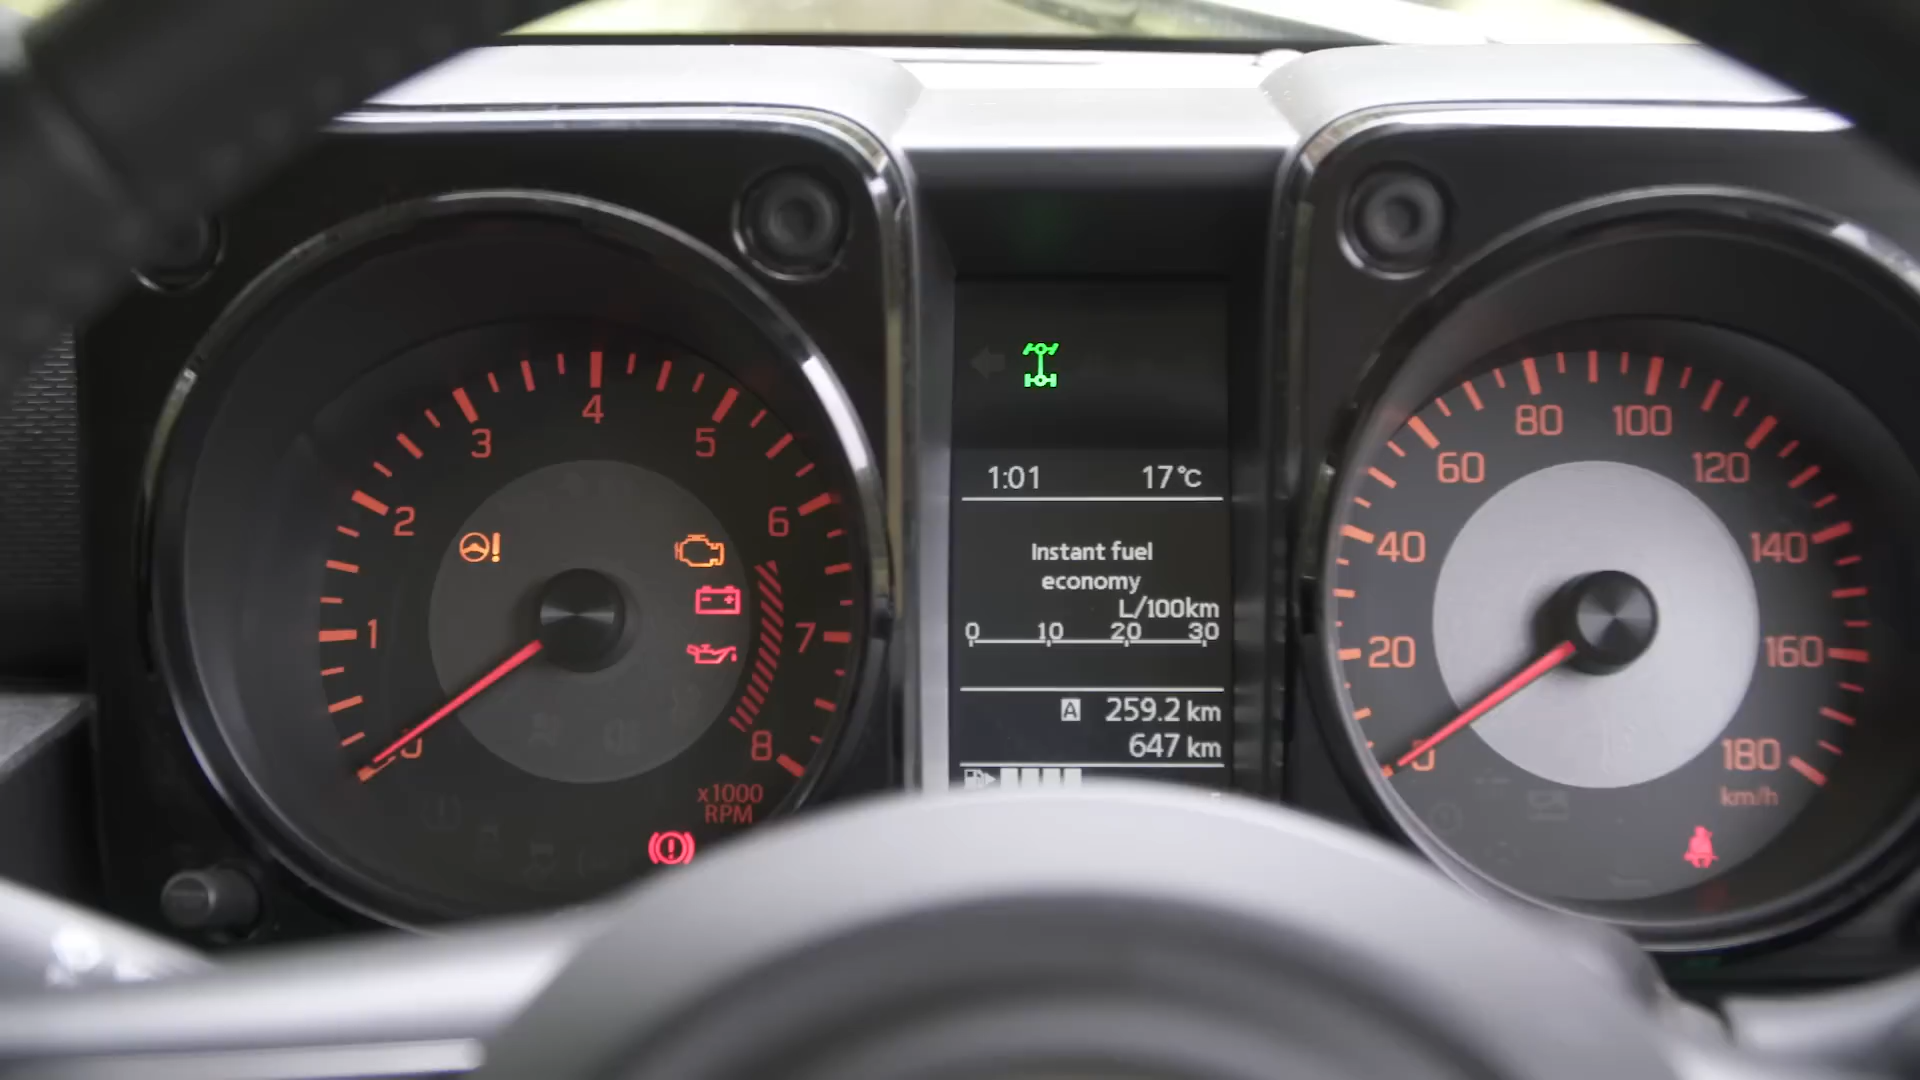 1
2
3
4
5
6
7
8
x1000
RPM
1:01 17°C
Instant fuel
economy
L/100km
0 10 20 30
A 259.2 km
647 km
0
20
40
60
80
100
120
140
160
180
km/h